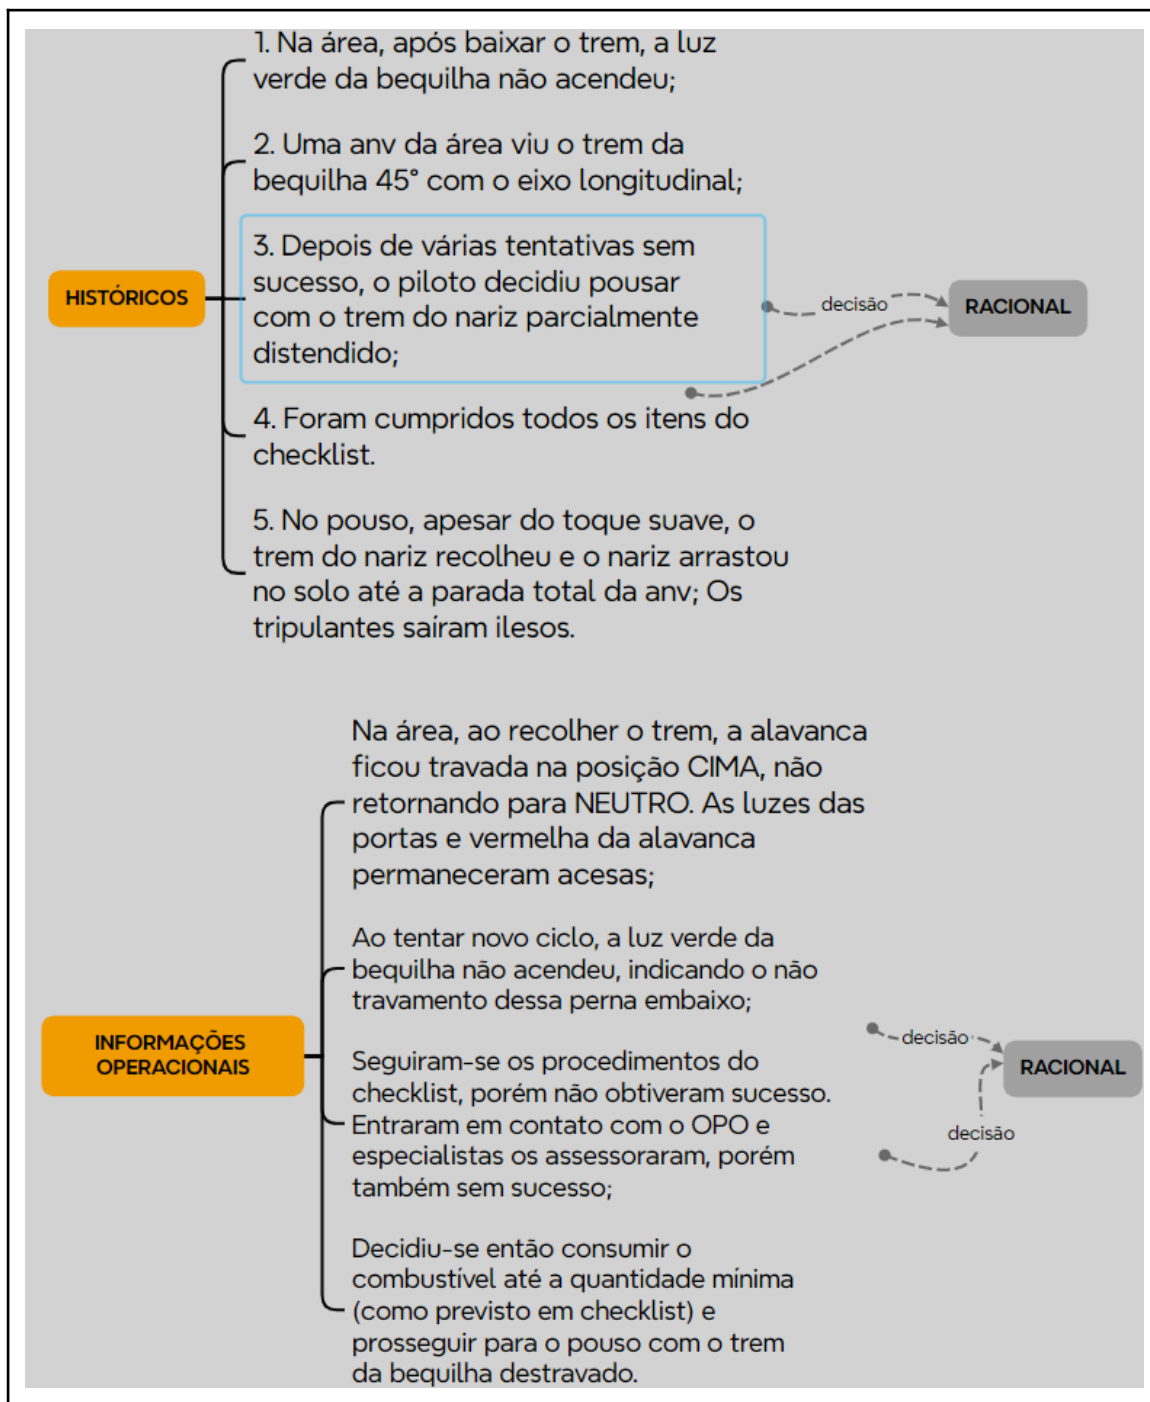 1. Na área, após baixar o trem, a luz
verde da bequilha não acendeu;
2. Uma anv da área viu o trem da
bequilha 45° com o eixo longitudinal;
HISTÓRICOS
3. Depois de várias tentativas sem
sucesso, o piloto decidiu pousar
com o trem do nariz parcialmente
distendido;
decisão
RACIONAL
4. Foram cumpridos todos os itens do
checklist.
5. No pouso, apesar do toque suave, o
trem do nariz recolheu e o nariz arrastou
no solo até a parada total da anv; Os
tripulantes saíram ilesos.
Na área, ao recolher o trem, a alavanca
ficou travada na posição CIMA, não
retornando para NEUTRO. As luzes das
portas e vermelha da alavanca
permaneceram acesas;
Ao tentar novo ciclo, a luz verde da
bequilha não acendeu, indicando o não
travamento dessa perna embaixo;
INFORMAÇÕES
OPERACIONAIS
Seguiram-se os procedimentos do
checklist, porém não obtiveram sucesso.
Entraram em contato com o OPO e
especialistas os assessoraram, porém
também sem sucesso;
decisão
RACIONAL
decisão
Decidiu-se então consumir o
combustível até a quantidade mínima
(como previsto em checklist) e
prosseguir para o pouso com o trem
da bequilha destravado.